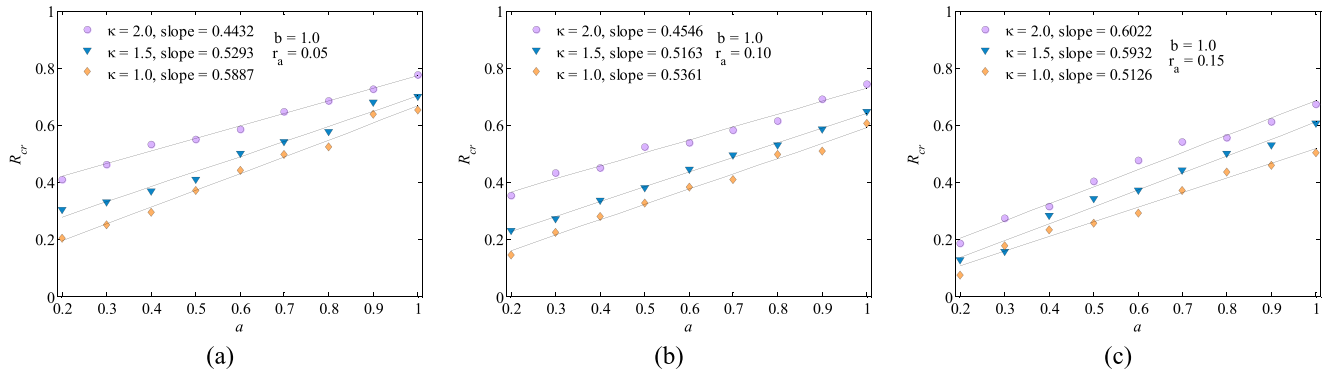 κ = 2.0, slope = 0.4432
κ = 1.5, slope = 0.5293
κ = 1.0, slope = 0.5887
b = 1.0
r_a = 0.05
R_cr
1
0.8
0.6
0.4
0.2
0
0.2 0.3 0.4 0.5 0.6 0.7 0.8 0.9 1
a
(a)
κ = 2.0, slope = 0.4546
κ = 1.5, slope = 0.5163
κ = 1.0, slope = 0.5361
b = 1.0
r_a = 0.10
R_cr
1
0.8
0.6
0.4
0.2
0
0.2 0.3 0.4 0.5 0.6 0.7 0.8 0.9 1
a
(b)
κ = 2.0, slope = 0.6022
κ = 1.5, slope = 0.5932
κ = 1.0, slope = 0.5126
b = 1.0
r_a = 0.15
R_cr
1
0.8
0.6
0.4
0.2
0
0.2 0.3 0.4 0.5 0.6 0.7 0.8 0.9 1
a
(c)